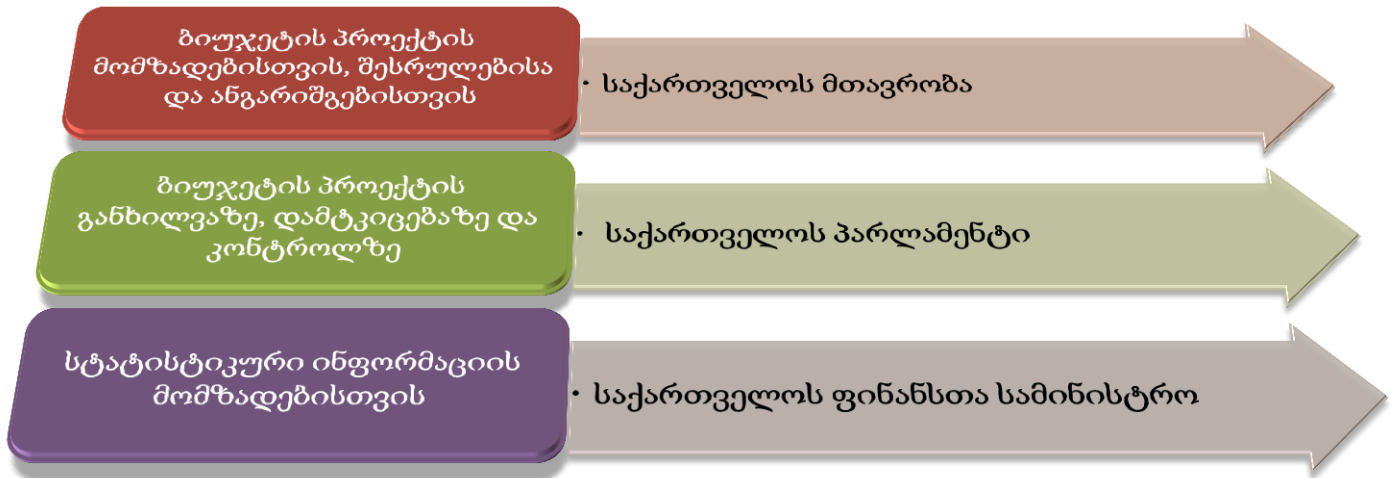 ბიუჯეტის პროექტის
მომზადებისთვის, შესრულებისა
და ანგარიშგებისთვის
• საქართველოს მთავრობა
ბიუჯეტის პროექტის
განხილვაზე, დამტკიცებაზე და
კონტროლზე
• საქართველოს პარლამენტი
სტატისტიკური ინფორმაციის
მომზადებისთვის
• საქართველოს ფინანსთა სამინისტრო